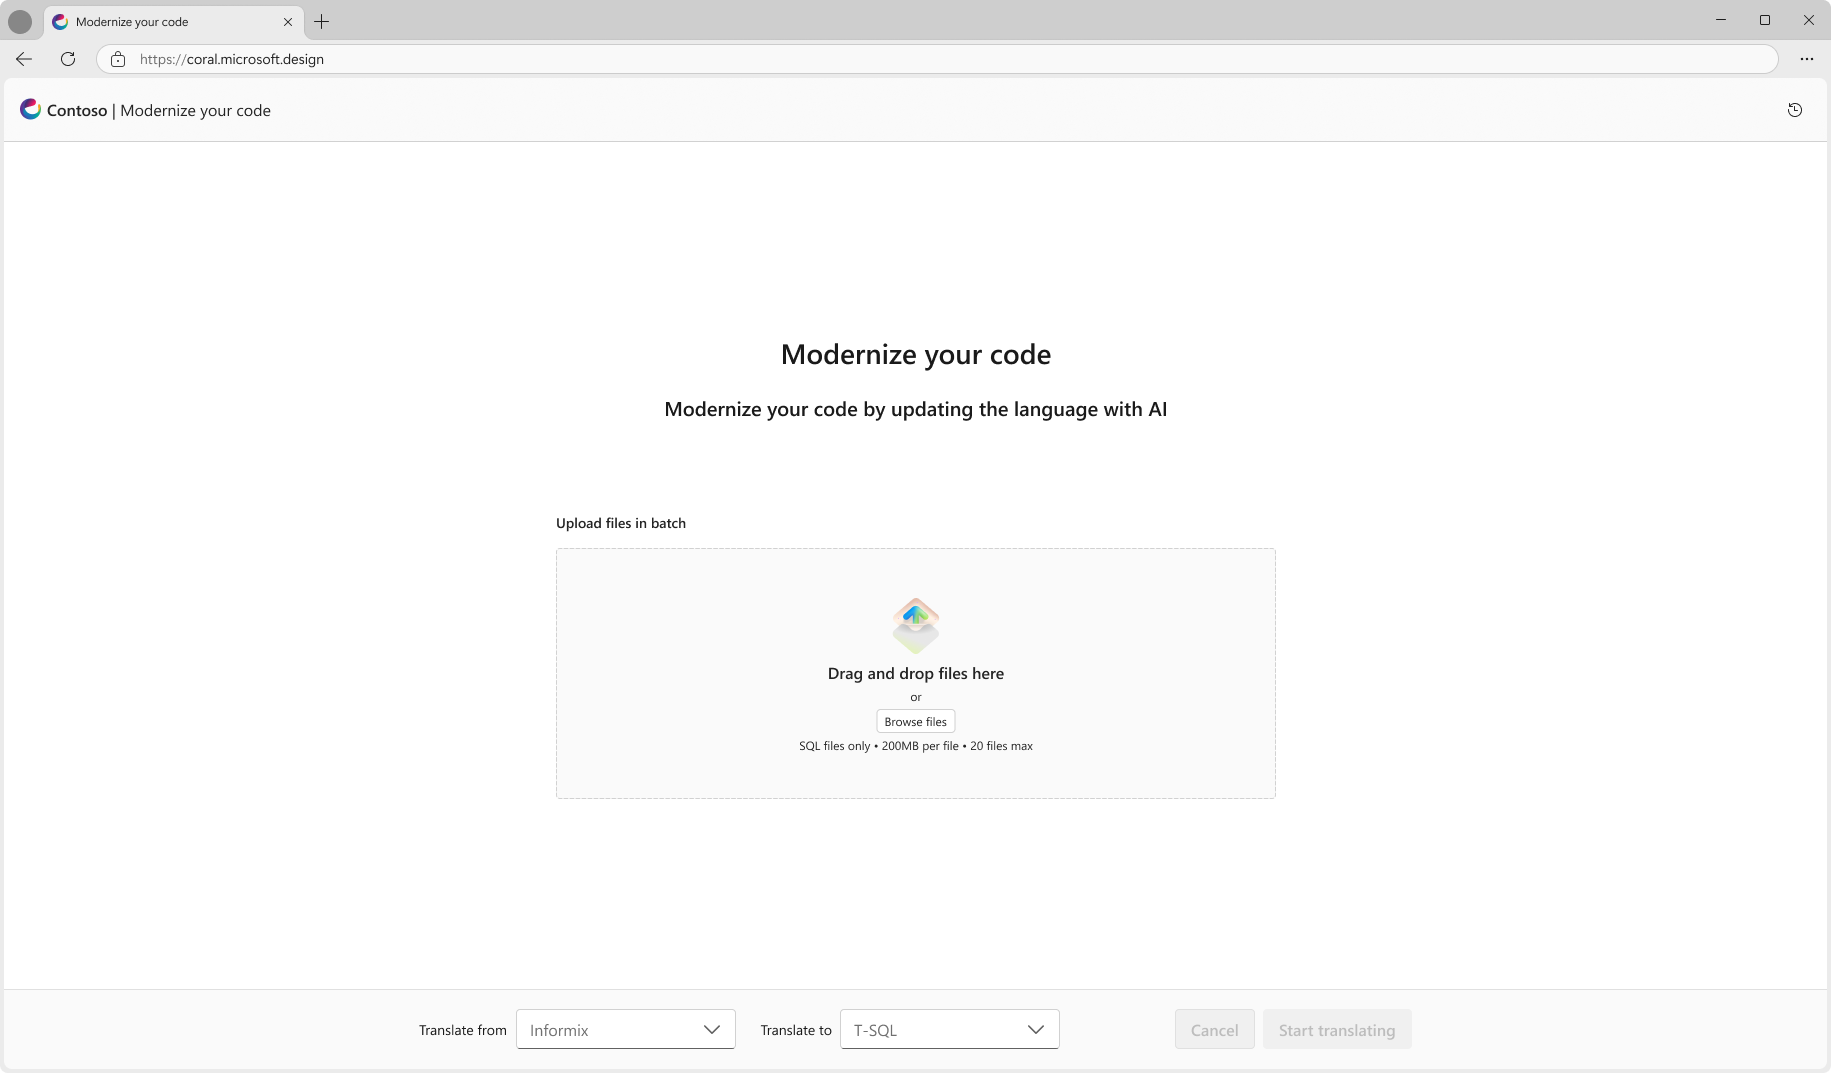 Modernize your code
https://coral.microsoft.design
Contoso | Modernize your code
Modernize your code
Modernize your code by updating the language with AI
Upload files in batch
Drag and drop files here
or
Browse files
SQL files only • 200MB per file • 20 files max
Translate from Informix Translate to T-SQL Cancel Start translating